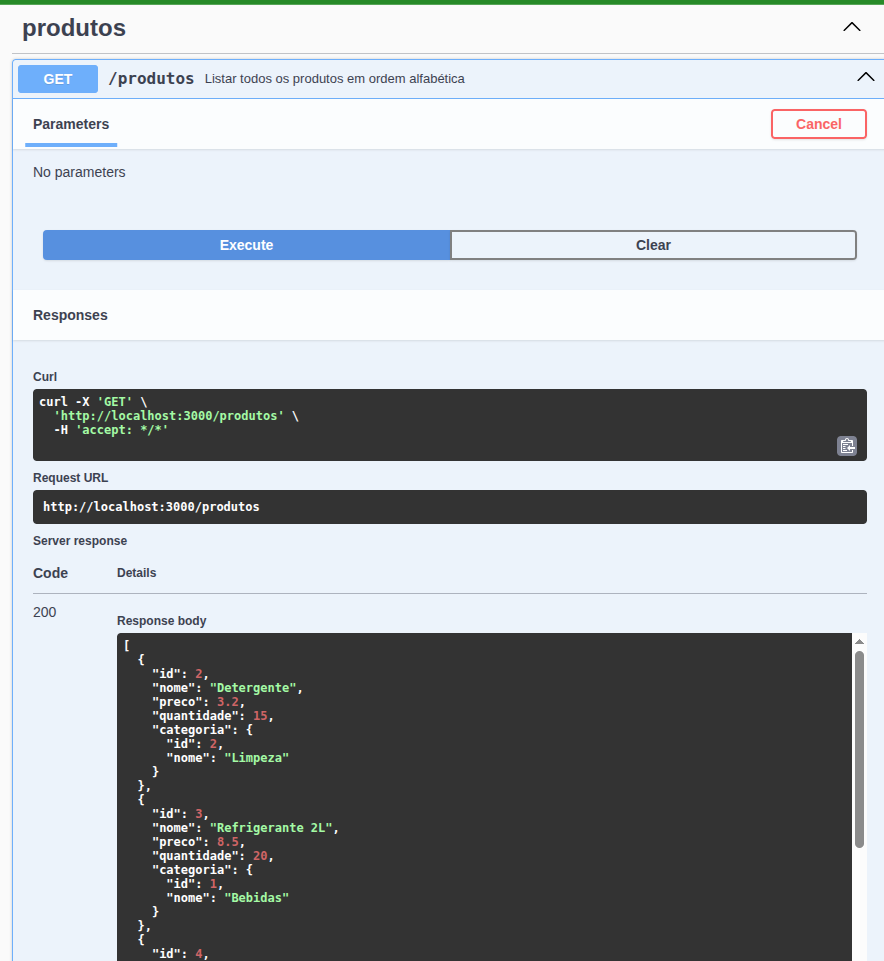 produtos
GET /produtos Listar todos os produtos em ordem alfabética
Parameters Cancel
No parameters
Execute Clear
Responses
Curl
curl -X 'GET' \
  'http://localhost:3000/produtos' \
  -H 'accept: */*'
Request URL
http://localhost:3000/produtos
Server response
Code Details
200
Response body
[
  {
    "id": 2,
    "nome": "Detergente",
    "preco": 3.2,
    "quantidade": 15,
    "categoria": {
      "id": 2,
      "nome": "Limpeza"
    }
  },
  {
    "id": 3,
    "nome": "Refrigerante 2L",
    "preco": 8.5,
    "quantidade": 20,
    "categoria": {
      "id": 1,
      "nome": "Bebidas"
    }
  },
  {
    "id": 4,